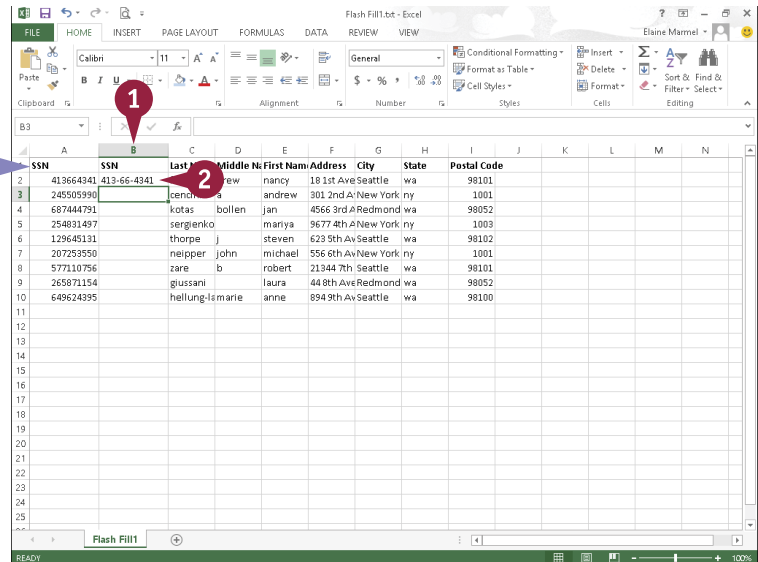 Flash Fill1.txt - Excel
FILE HOME INSERT PAGE LAYOUT FORMULAS DATA REVIEW VIEW Elaine Marmel
Paste
Calibri 11 A A
B I U A
General
$ % , .00 .0
Conditional Formatting
Format as Table
Cell Styles
Insert
Delete
Format
Sort & Filter
Find & Select
Clipboard Alignment Number Styles Cells Editing
1
B3 fx
A B C D E F G H I J K L M N
SSN SSN Last Middle Na First Nam Address City State Postal Code
2 413664341 413-66-4341 nancy 18 1st Ave Seattle wa 98101
2
3 245505990 a andrew 301 2nd A New York ny 1001
4 687444791 kotas bollen jan 4566 3rd A Redmond wa 98052
5 254831497 sergienko mariya 9677 4th A New York ny 1003
6 129645131 thorpe j steven 623 5th Av Seattle wa 98102
7 207253550 neipper john michael 556 6th Av New York ny 1001
8 577110756 zare b robert 21344 7th Seattle wa 98101
9 265871154 giussani laura 44 8th Ave Redmond wa 98052
10 649624395 hellung-la marie anne 894 9th Av Seattle wa 98100
11
12
13
14
15
16
17
18
19
20
21
22
23
24
25
Flash Fill1
READY 100%